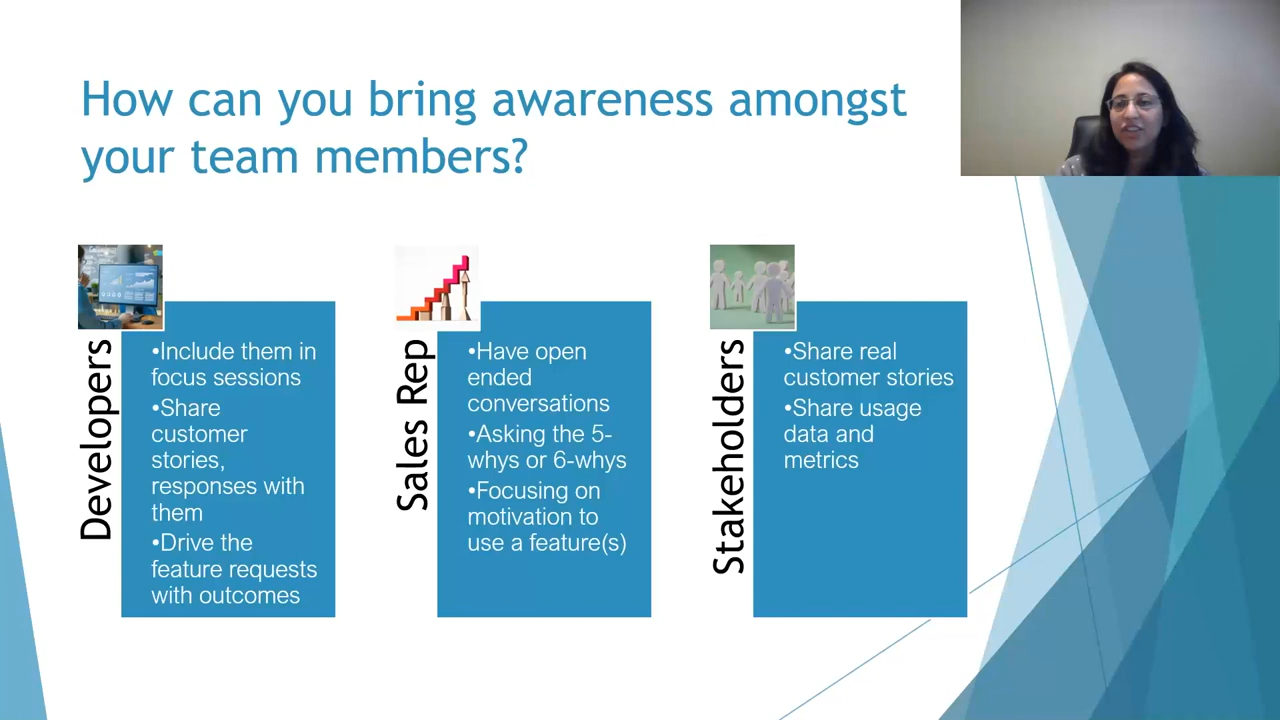 How can you bring awareness amongst
your team members?
Developers
•Include them in
focus sessions
•Share
customer
stories,
responses with
them
•Drive the
feature requests
with outcomes
Sales Rep
•Have open
ended
conversations
•Asking the 5-
whys or 6-whys
•Focusing on
motivation to
use a feature(s)
Stakeholders
•Share real
customer stories
•Share usage
data and
metrics